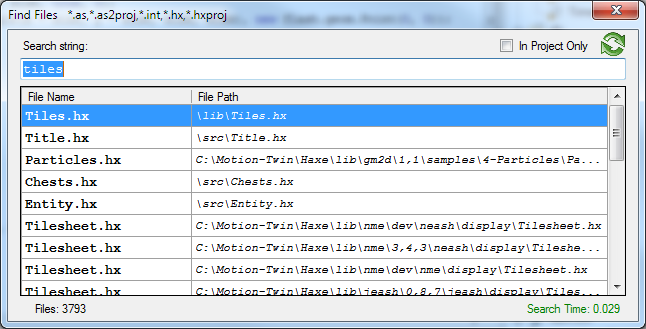 Find Files *.as,*.as2proj,*.int,*.hx,*.hxproj
Search string:
In Project Only
tiles
File Name File Path
Tiles.hx \lib\Tiles.hx
Title.hx \src\Title.hx
Particles.hx C:\Motion-Twin\Haxe\lib\gm2d\1,1\samples\4-Particles\Pa...
Chests.hx \src\Chests.hx
Entity.hx \src\Entity.hx
Tilesheet.hx C:\Motion-Twin\Haxe\lib\nme\dev\neash\display\Tilesheet.hx
Tilesheet.hx C:\Motion-Twin\Haxe\lib\nme\3,4,3\neash\display\Tileshe...
Tilesheet.hx C:\Motion-Twin\Haxe\lib\nme\dev\nme\display\Tilesheet.hx
Tilesheet.hx C:\Motion-Twin\Haxe\lib\jeash\0,8,7\jeash\display\Tiles...
Files: 3793 Search Time: 0.029